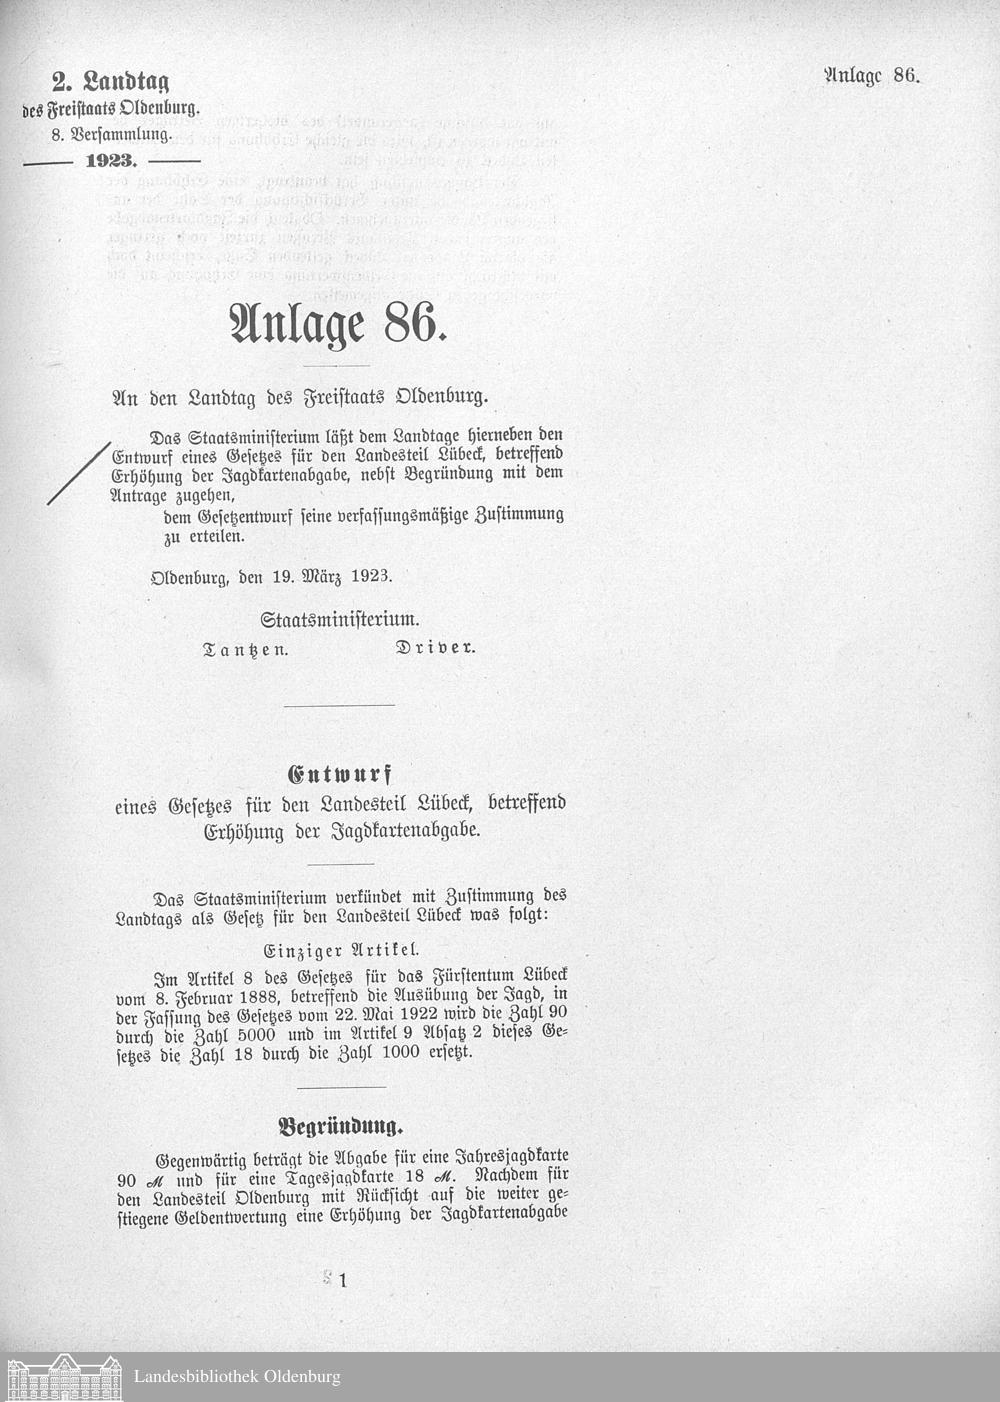 2. Landtag
des Freistaats Oldenburg.
8. Versammlung.
1923.
Anlage 86.
Anlage 86.
An den Landtag des Freistaats Oldenburg.
Das Staatsministerium läßt dem Landtage hierneben den
Entwurf eines Gesetzes für den Landesteil Lübeck, betreffend
Erhöhung der Jagdkartenabgabe, nebst Begründung mit dem
Antrage zugehen,
dem Gesetzentwurf seine verfassungsmäßige Zustimmung
zu erteilen.
Oldenburg, den 19. März 1923.
Staatsministerium.
Tantzen. Driver.
Entwurf
eines Gesetzes für den Landesteil Lübeck, betreffend
Erhöhung der Jagdkartenabgabe.
Das Staatsministerium verkündet mit Zustimmung des
Landtags als Gesetz für den Landesteil Lübeck was folgt:
Einziger Artikel.
Im Artikel 8 des Gesetzes für das Fürstentum Lübeck
vom 8. Februar 1888, betreffend die Ausübung der Jagd, in
der Fassung des Gesetzes vom 22. Mai 1922 wird die Zahl 90
durch die Zahl 5000 und im Artikel 9 Absatz 2 dieses Ge-
setzes die Zahl 18 durch die Zahl 1000 ersetzt.
Begründung.
Gegenwärtig beträgt die Abgabe für eine Jahresjagdkarte
90 ℳ und für eine Tagesjagdkarte 18 ℳ. Nachdem für
den Landesteil Oldenburg mit Rücksicht auf die weiter ge-
stiegene Geldentwertung eine Erhöhung der Jagdkartenabgabe
1
Landesbibliothek Oldenburg